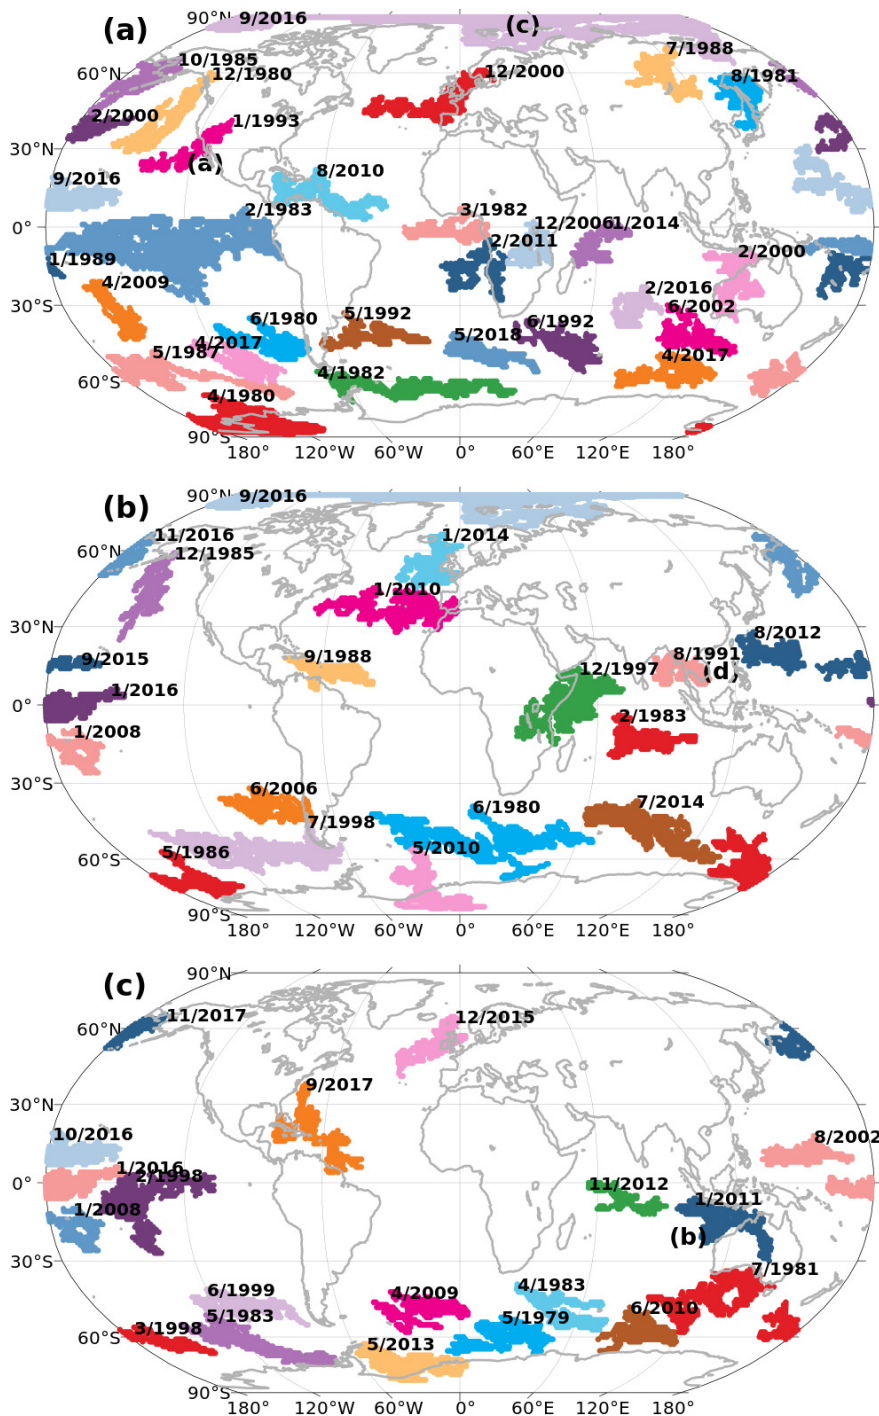 (a)
90°N
9/2016
(c)
7/1988
10/1985
12/2000
60°N
12/1980
8/1981
2/2000
1/1993
30°N
(a)
8/2010
9/2016
2/1983
3/1982
12/2006
1/2014
0°
2/2011
2/2000
1/1989
4/2009
2/2016
30°S
6/1980
5/1992
6/1992
6/2002
4/2017
5/2018
5/1987
4/2017
60°S
4/1982
4/1980
90°S
180°
120°W
60°W
0°
60°E
120°E
180°
(b)
90°N
9/2016
11/2016
1/2014
60°N
12/1985
1/2010
30°N
8/2012
9/2015
9/1988
12/1997
8/1991
(d)
1/2016
0°
1/2008
2/1983
30°S
6/2006
6/1980
7/2014
7/1998
5/1986
5/2010
60°S
90°S
180°
120°W
60°W
0°
60°E
120°E
180°
(c)
90°N
11/2017
12/2015
60°N
9/2017
30°N
10/2016
8/2002
1/2016
2/1998
0°
11/2012
1/2011
1/2008
(b)
30°S
7/1981
6/1999
4/2009
4/1983
5/1983
5/1979
6/2010
3/1998
60°S
5/2013
90°S
180°
120°W
60°W
0°
60°E
120°E
180°